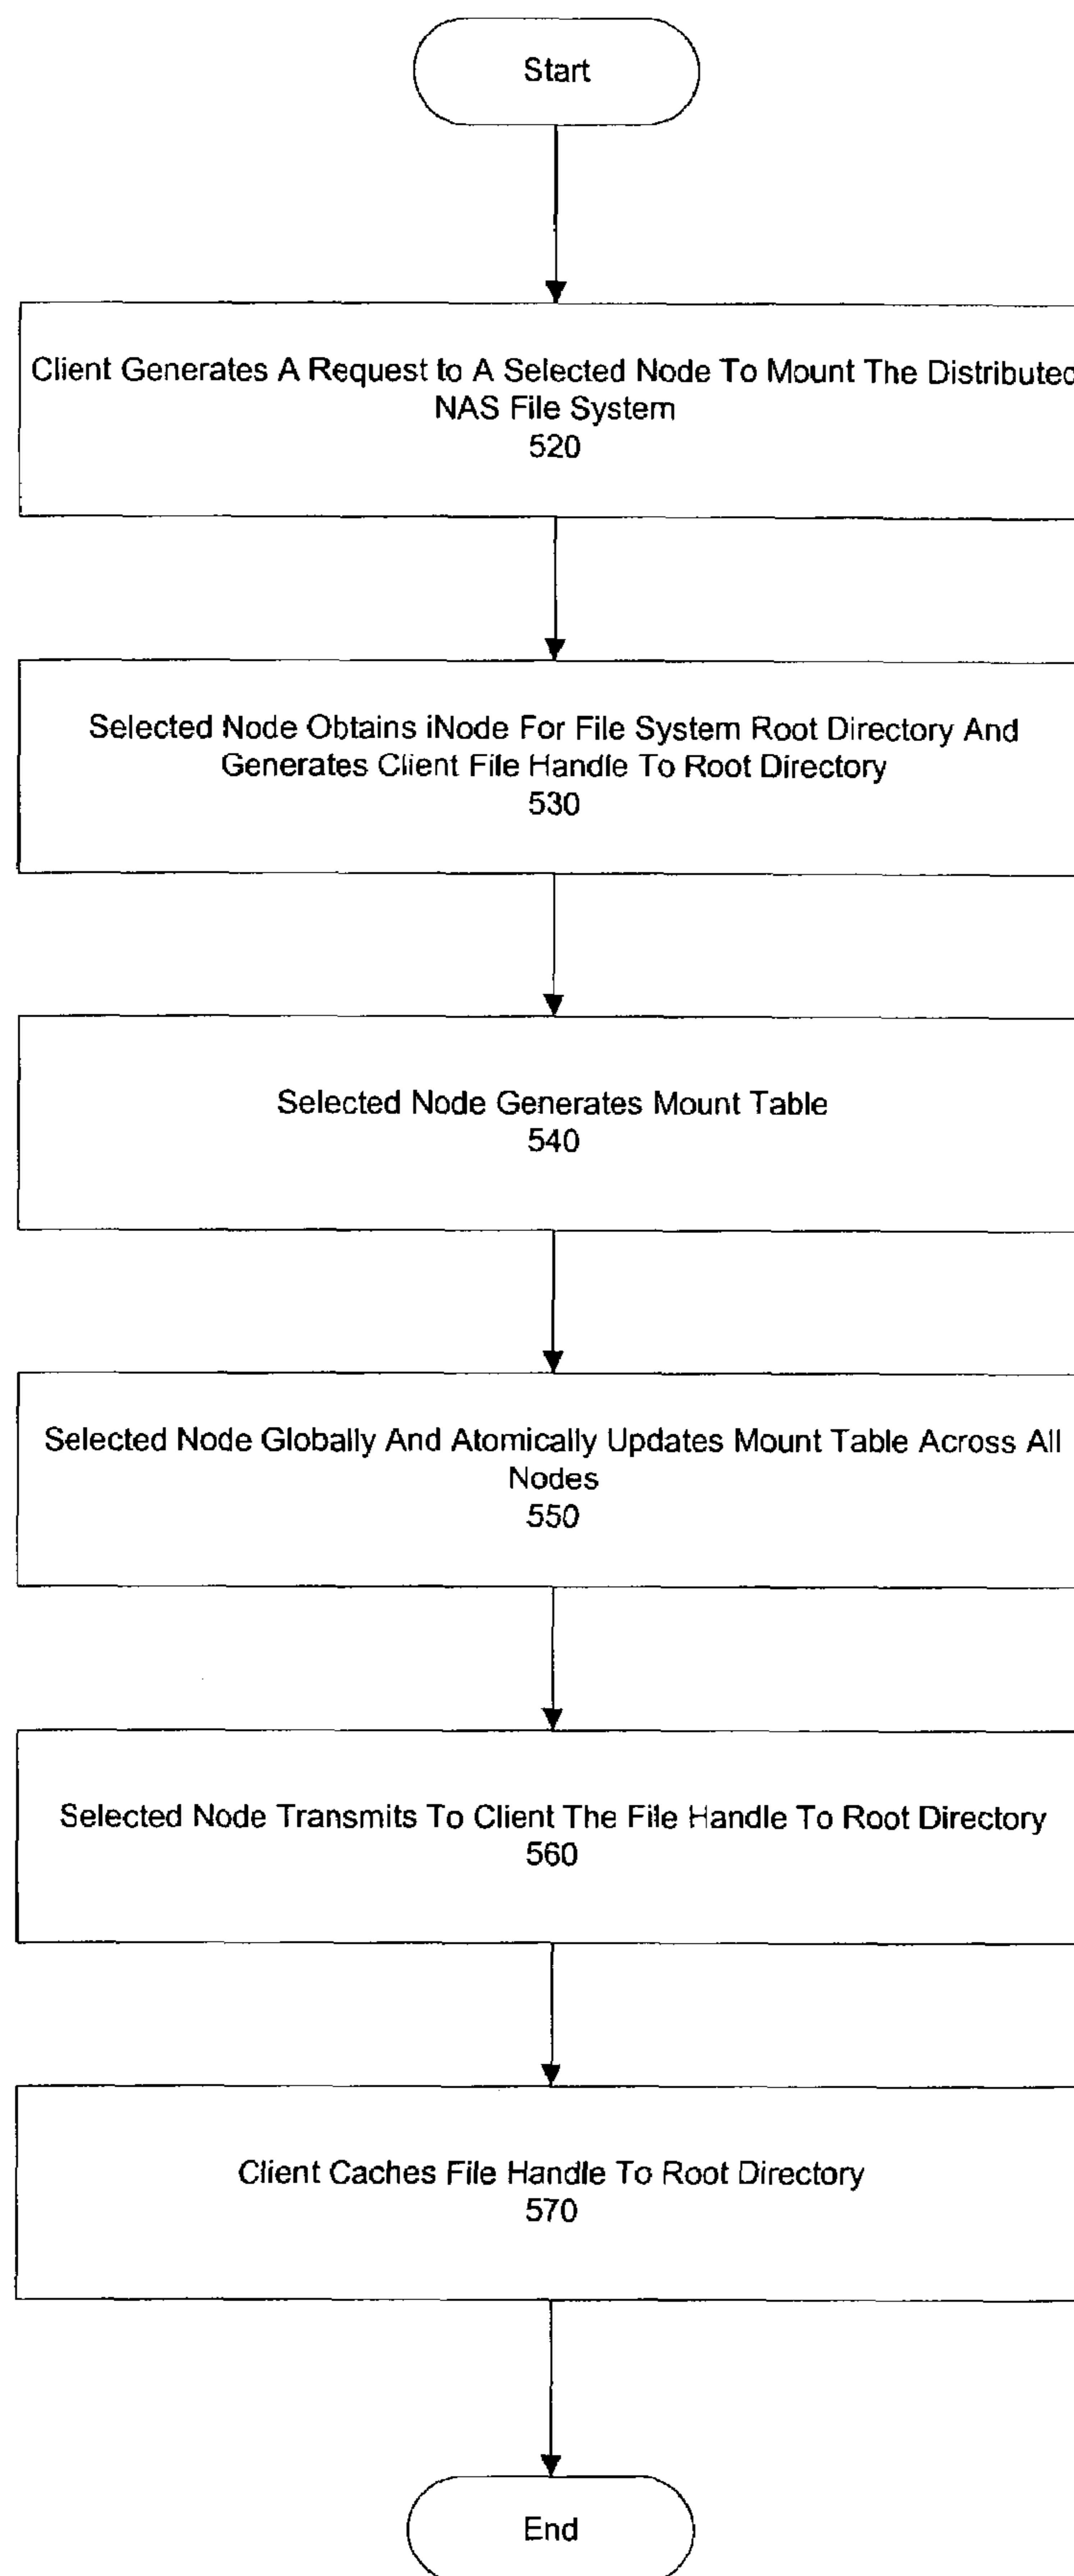 Start
Client Generates A Request to A Selected Node To Mount The Distributed
NAS File System
520
Selected Node Obtains iNode For File System Root Directory And
Generates Client File Handle To Root Directory
530
Selected Node Generates Mount Table
540
Selected Node Globally And Atomically Updates Mount Table Across All
Nodes
550
Selected Node Transmits To Client The File Handle To Root Directory
560
Client Caches File Handle To Root Directory
570
End